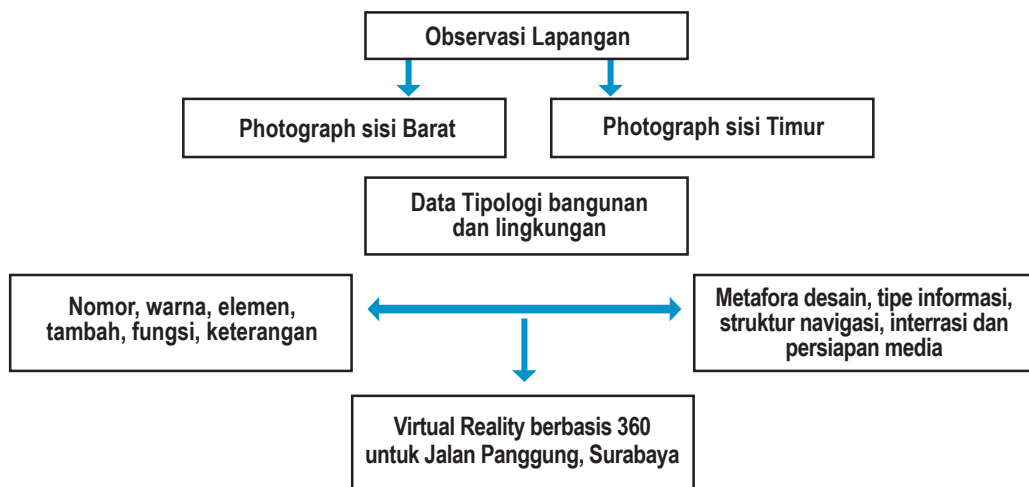 Observasi Lapangan
Photograph sisi Barat
Photograph sisi Timur
Data Tipologi bangunan
dan lingkungan
Nomor, warna, elemen,
tambah, fungsi, keterangan
Metafora desain, tipe informasi,
struktur navigasi, interrasi dan
persiapan media
Virtual Reality berbasis 360
untuk Jalan Panggung, Surabaya